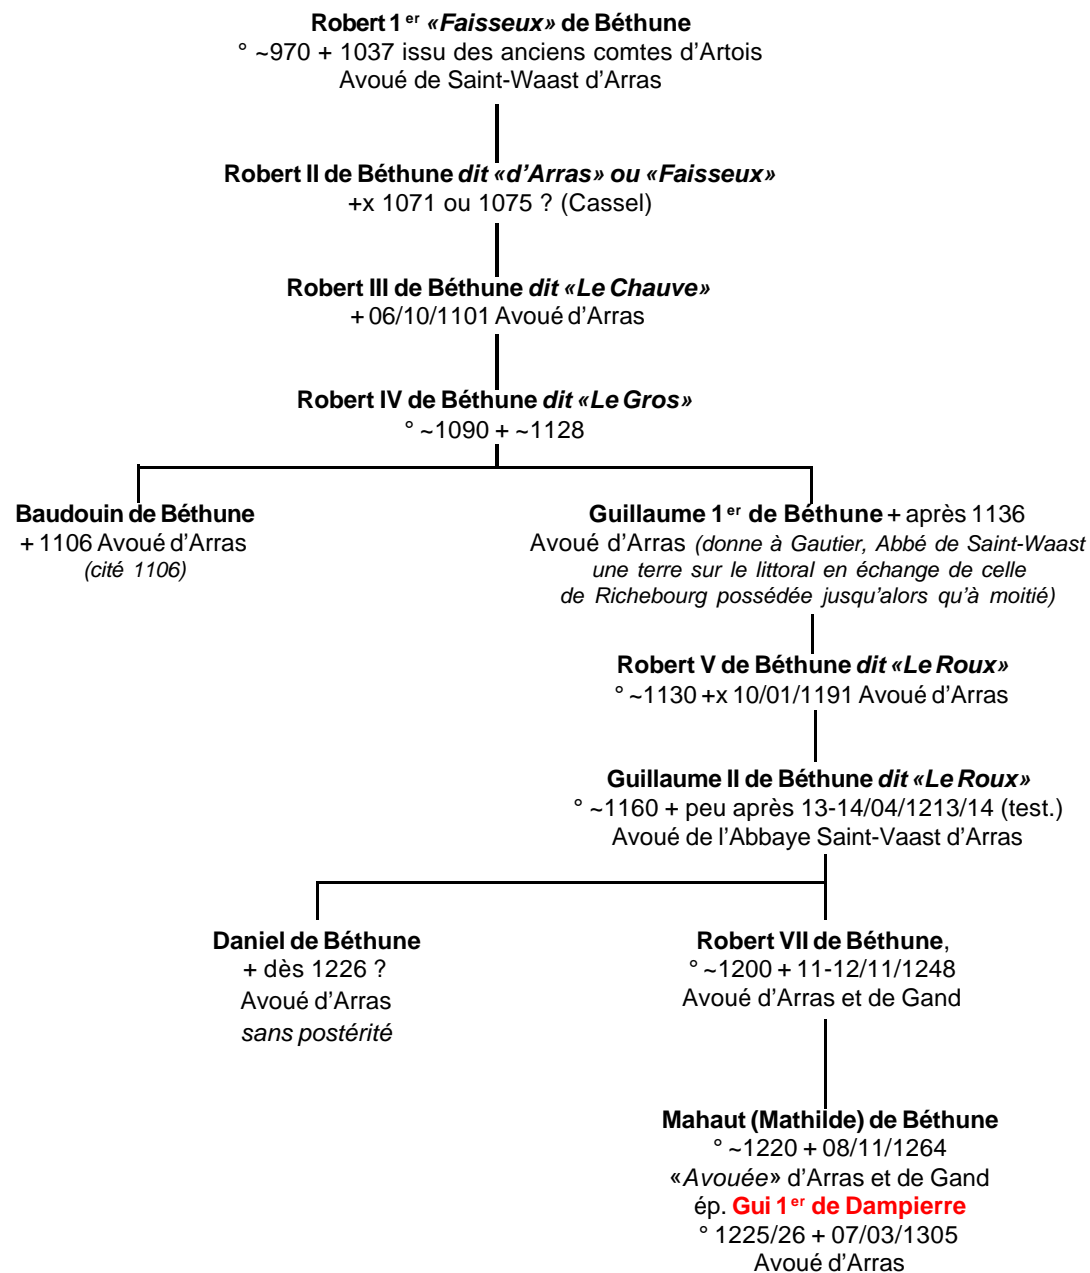 Robert 1er «Faisseux» de Béthune
° ~970 + 1037 issu des anciens comtes d'Artois
Avoué de Saint-Waast d'Arras
Robert II de Béthune dit «d'Arras» ou «Faisseux»
+x 1071 ou 1075 ? (Cassel)
Robert III de Béthune dit «Le Chauve»
+ 06/10/1101 Avoué d'Arras
Robert IV de Béthune dit «Le Gros»
° ~1090 + ~1128
Baudouin de Béthune
+ 1106 Avoué d'Arras
(cité 1106)
Guillaume 1er de Béthune + après 1136
Avoué d'Arras (donne à Gautier, Abbé de Saint-Waast
une terre sur le littoral en échange de celle
de Richebourg possédée jusqu'alors qu'à moitié)
Robert V de Béthune dit «Le Roux»
° ~1130 +x 10/01/1191 Avoué d'Arras
Guillaume II de Béthune dit «Le Roux»
° ~1160 + peu après 13-14/04/1213/14 (test.)
Avoué de l'Abbaye Saint-Vaast d'Arras
Daniel de Béthune
+ dès 1226 ?
Avoué d'Arras
sans postérité
Robert VII de Béthune,
° ~1200 + 11-12/11/1248
Avoué d'Arras et de Gand
Mahaut (Mathilde) de Béthune
° ~1220 + 08/11/1264
«Avouée» d'Arras et de Gand
ép. Gui 1er de Dampierre
° 1225/26 + 07/03/1305
Avoué d'Arras